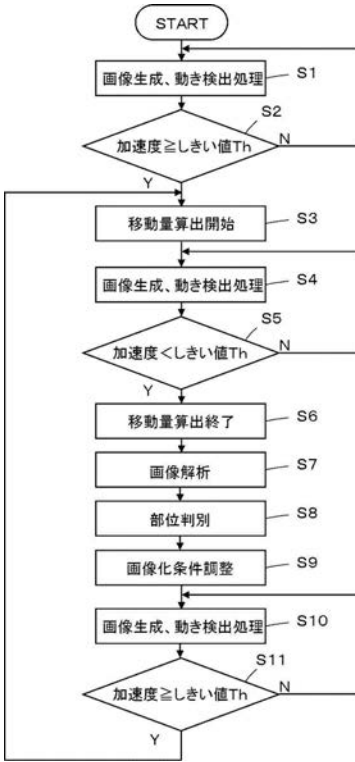 START
画像生成、動き検出処理 S1
S2
加速度≧しきい値Th N
Y
移動量算出開始 S3
画像生成、動き検出処理 S4
S5
加速度<しきい値Th N
Y
移動量算出終了 S6
画像解析 S7
部位判別 S8
画像化条件調整 S9
画像生成、動き検出処理 S10
S11
加速度≧しきい値Th N
Y